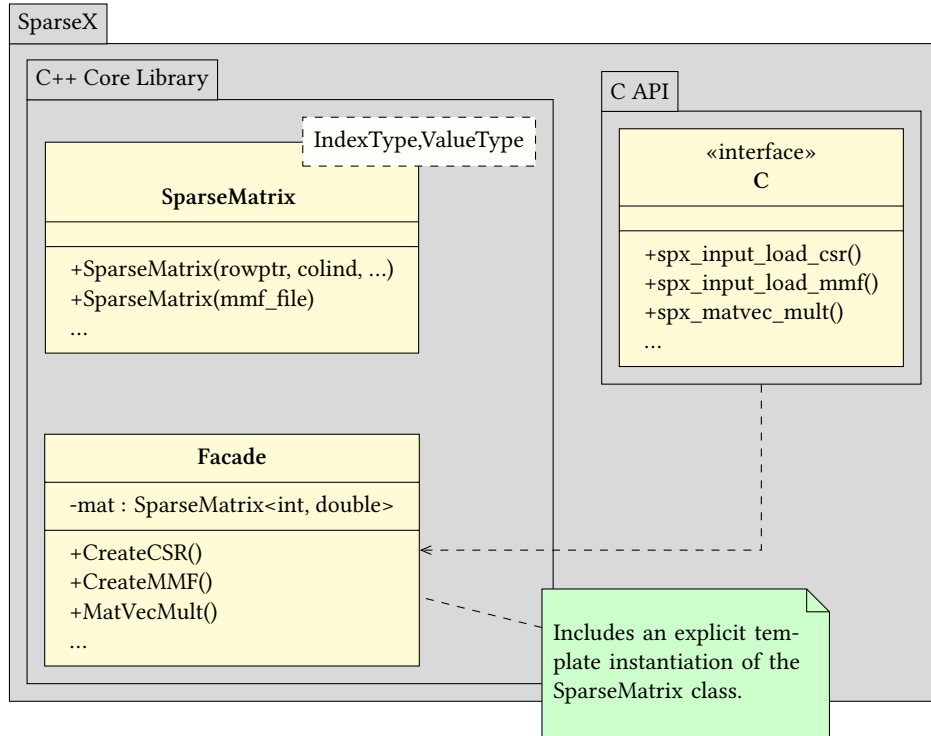 SparseX
C++ Core Library
IndexType,ValueType
SparseMatrix
+SparseMatrix(rowptr, colind, ...)
+SparseMatrix(mmf_file)
...
Facade
-mat : SparseMatrix<int, double>
+CreateCSR()
+CreateMMF()
+MatVecMult()
...
C API
«interface»
C
+spx_input_load_csr()
+spx_input_load_mmf()
+spx_matvec_mult()
...
Includes an explicit tem-
plate instantiation of the
SparseMatrix class.